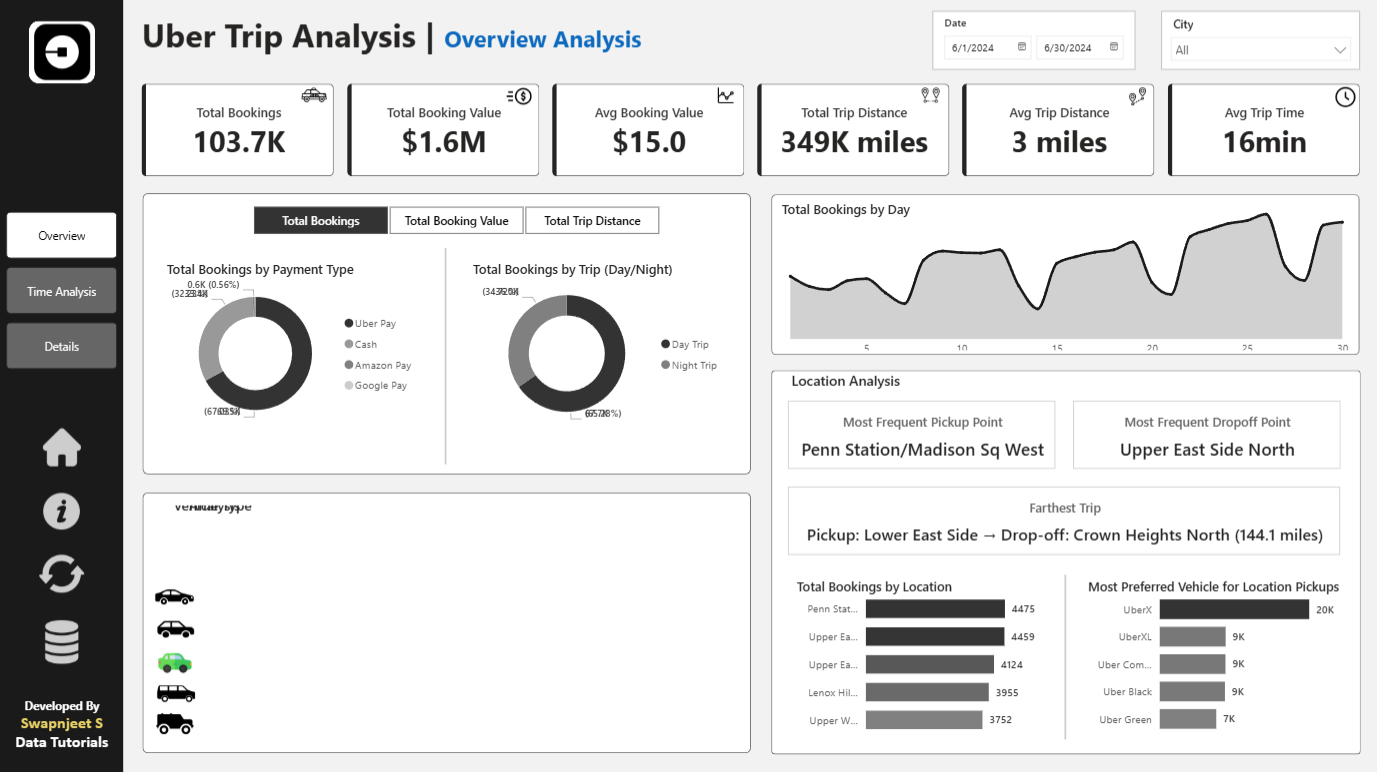 Uber Trip Analysis | Overview Analysis
Date
6/1/2024
6/30/2024
City
All
Total Bookings
103.7K
Total Booking Value
$1.6M
Avg Booking Value
$15.0
Total Trip Distance
349K miles
Avg Trip Distance
3 miles
Avg Trip Time
16min
Overview
Time Analysis
Details
Developed By
Swapnjeet S
Data Tutorials
Total Bookings
Total Booking Value
Total Trip Distance
Total Bookings by Payment Type
0.6K (0.56%)
Uber Pay
Cash
Amazon Pay
Google Pay
Total Bookings by Trip (Day/Night)
Day Trip
Night Trip
Total Bookings by Day
5
10
15
20
25
30
Location Analysis
Most Frequent Pickup Point
Penn Station/Madison Sq West
Most Frequent Dropoff Point
Upper East Side North
Farthest Trip
Pickup: Lower East Side → Drop-off: Crown Heights North (144.1 miles)
Total Bookings by Location
Penn Stat... 4475
Upper Ea... 4459
Upper Ea... 4124
Lenox Hil... 3955
Upper W... 3752
Most Preferred Vehicle for Location Pickups
UberX 20K
UberXL 9K
Uber Com... 9K
Uber Black 9K
Uber Green 7K